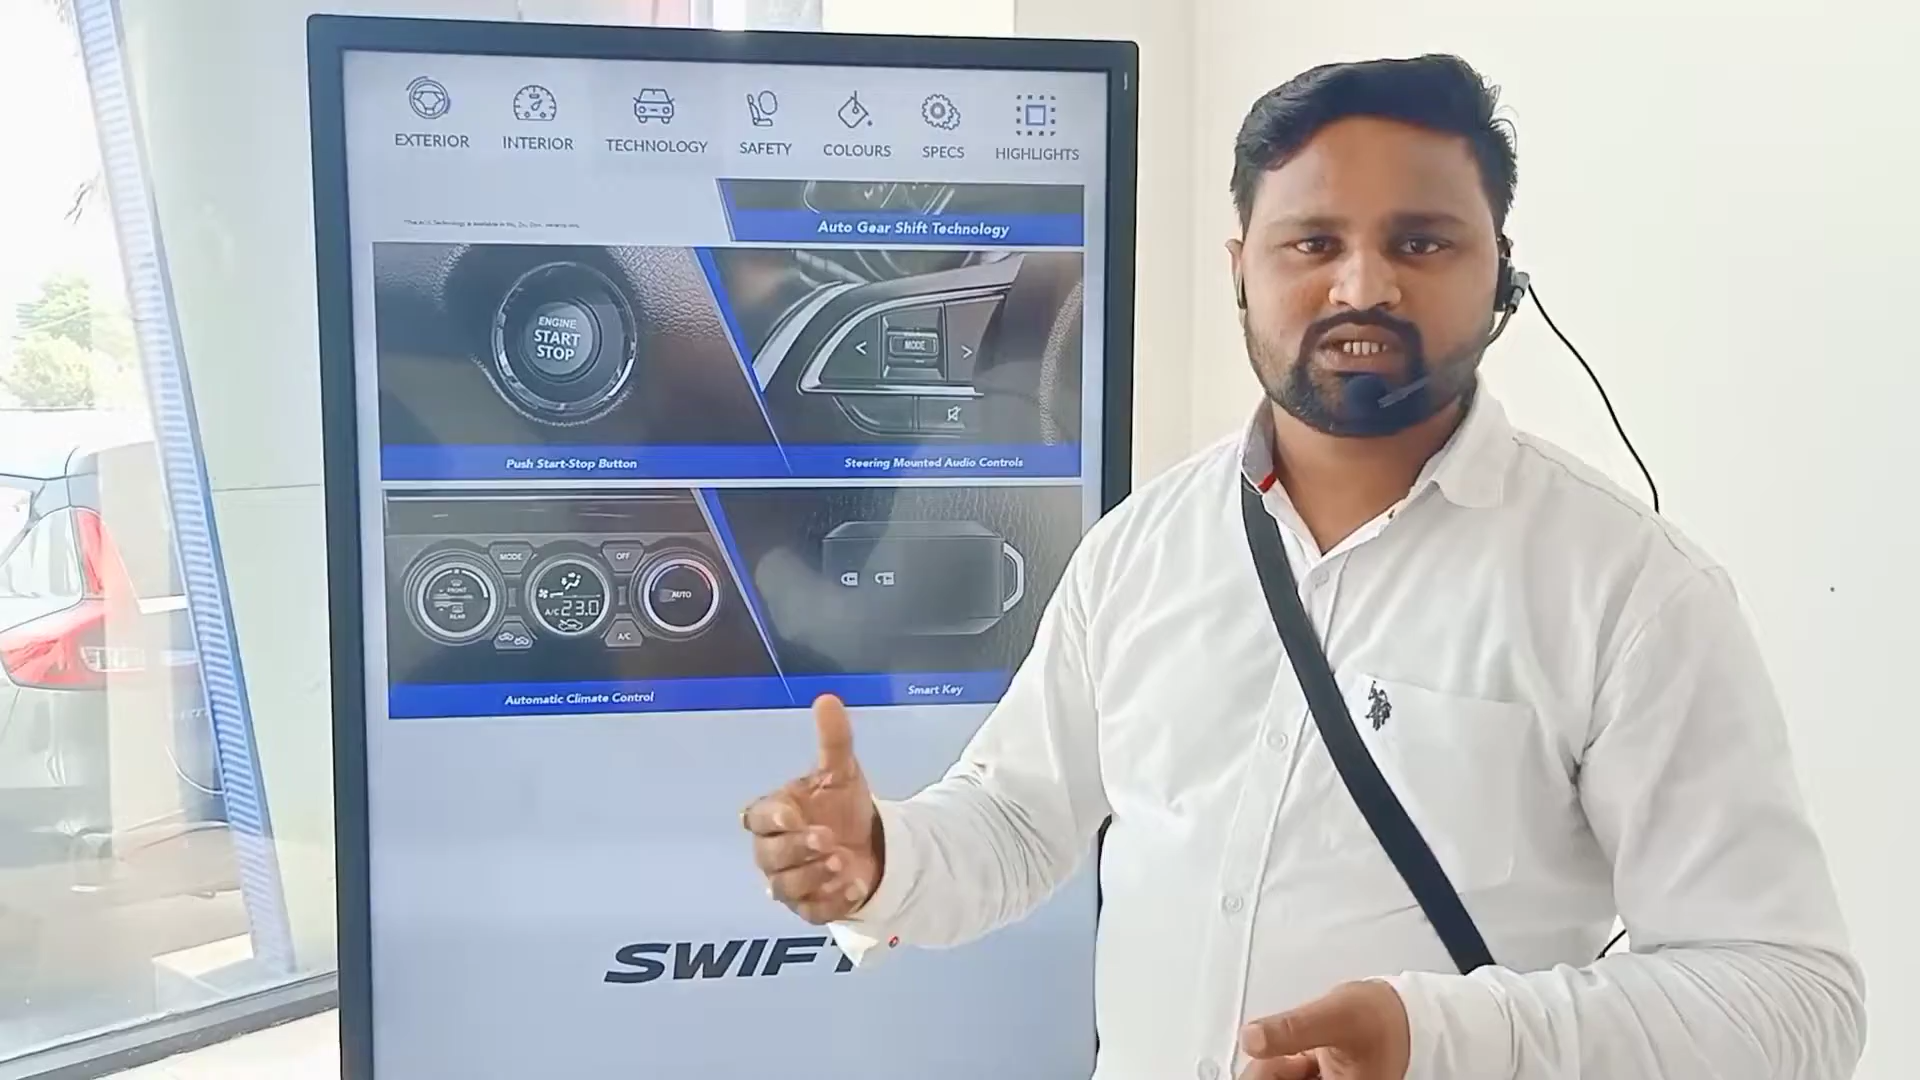 EXTERIOR
INTERIOR
TECHNOLOGY
SAFETY
COLOURS
SPECS
HIGHLIGHTS
Auto Gear Shift Technology
ENGINE
START
STOP
MODE
Push Start-Stop Button
Steering Mounted Audio Controls
MODE
OFF
FRONT
REAR
A/C 23.0
AUTO
A/C
Automatic Climate Control
Smart Key
SWIFT